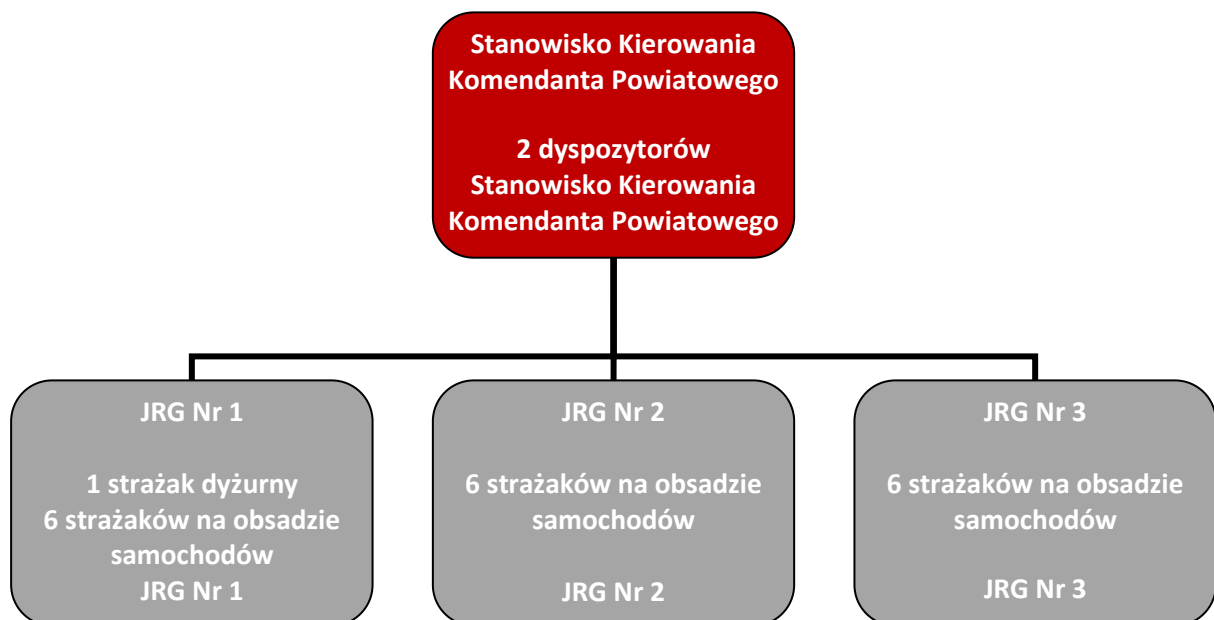 Stanowisko Kierowania
Komendanta Powiatowego
2 dyspozytorów
Stanowisko Kierowania
Komendanta Powiatowego
JRG Nr 1
1 strażak dyżurny
6 strażaków na obsadzie
samochodów
JRG Nr 1
JRG Nr 2
6 strażaków na obsadzie
samochodów
JRG Nr 2
JRG Nr 3
6 strażaków na obsadzie
samochodów
JRG Nr 3